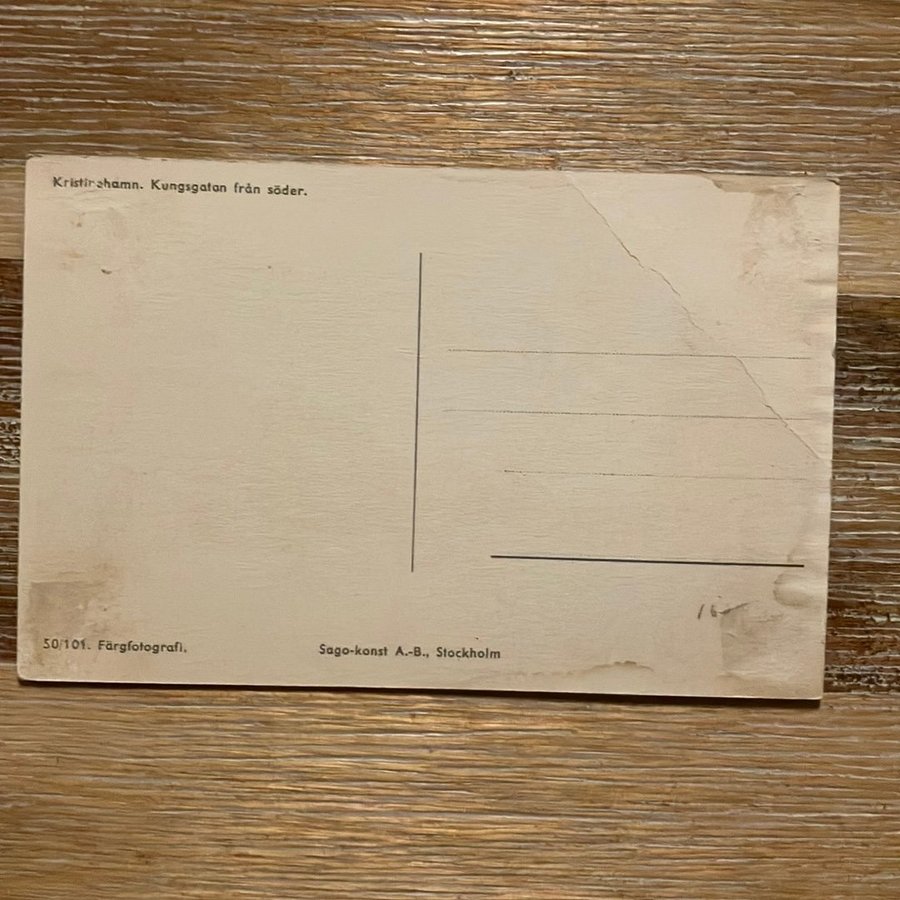 Kristinehamn. Kungsgatan från söder.
50/101. Färgfotografi.
Sago-konst A.-B., Stockholm